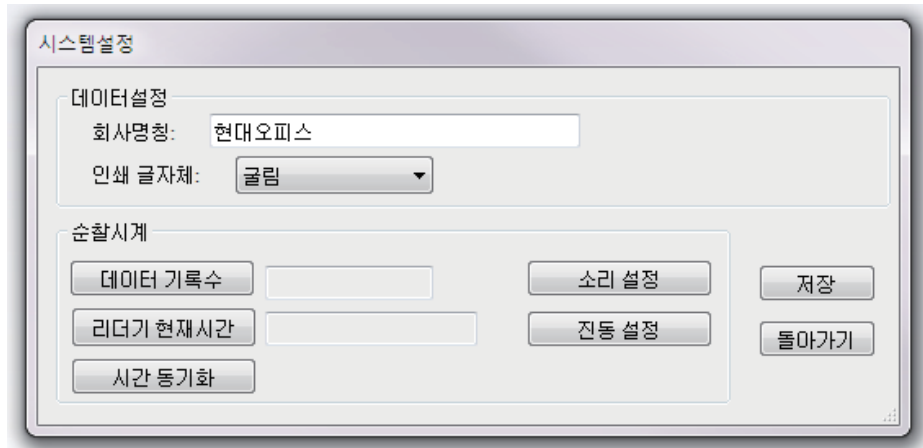 시스템설정
데이터설정
회사명칭: 현대오피스
인쇄 글자체: 굴림
순찰시계
데이터 기록수 소리 설정
리더기 현재시간 진동 설정
시간 동기화
저장
돌아가기